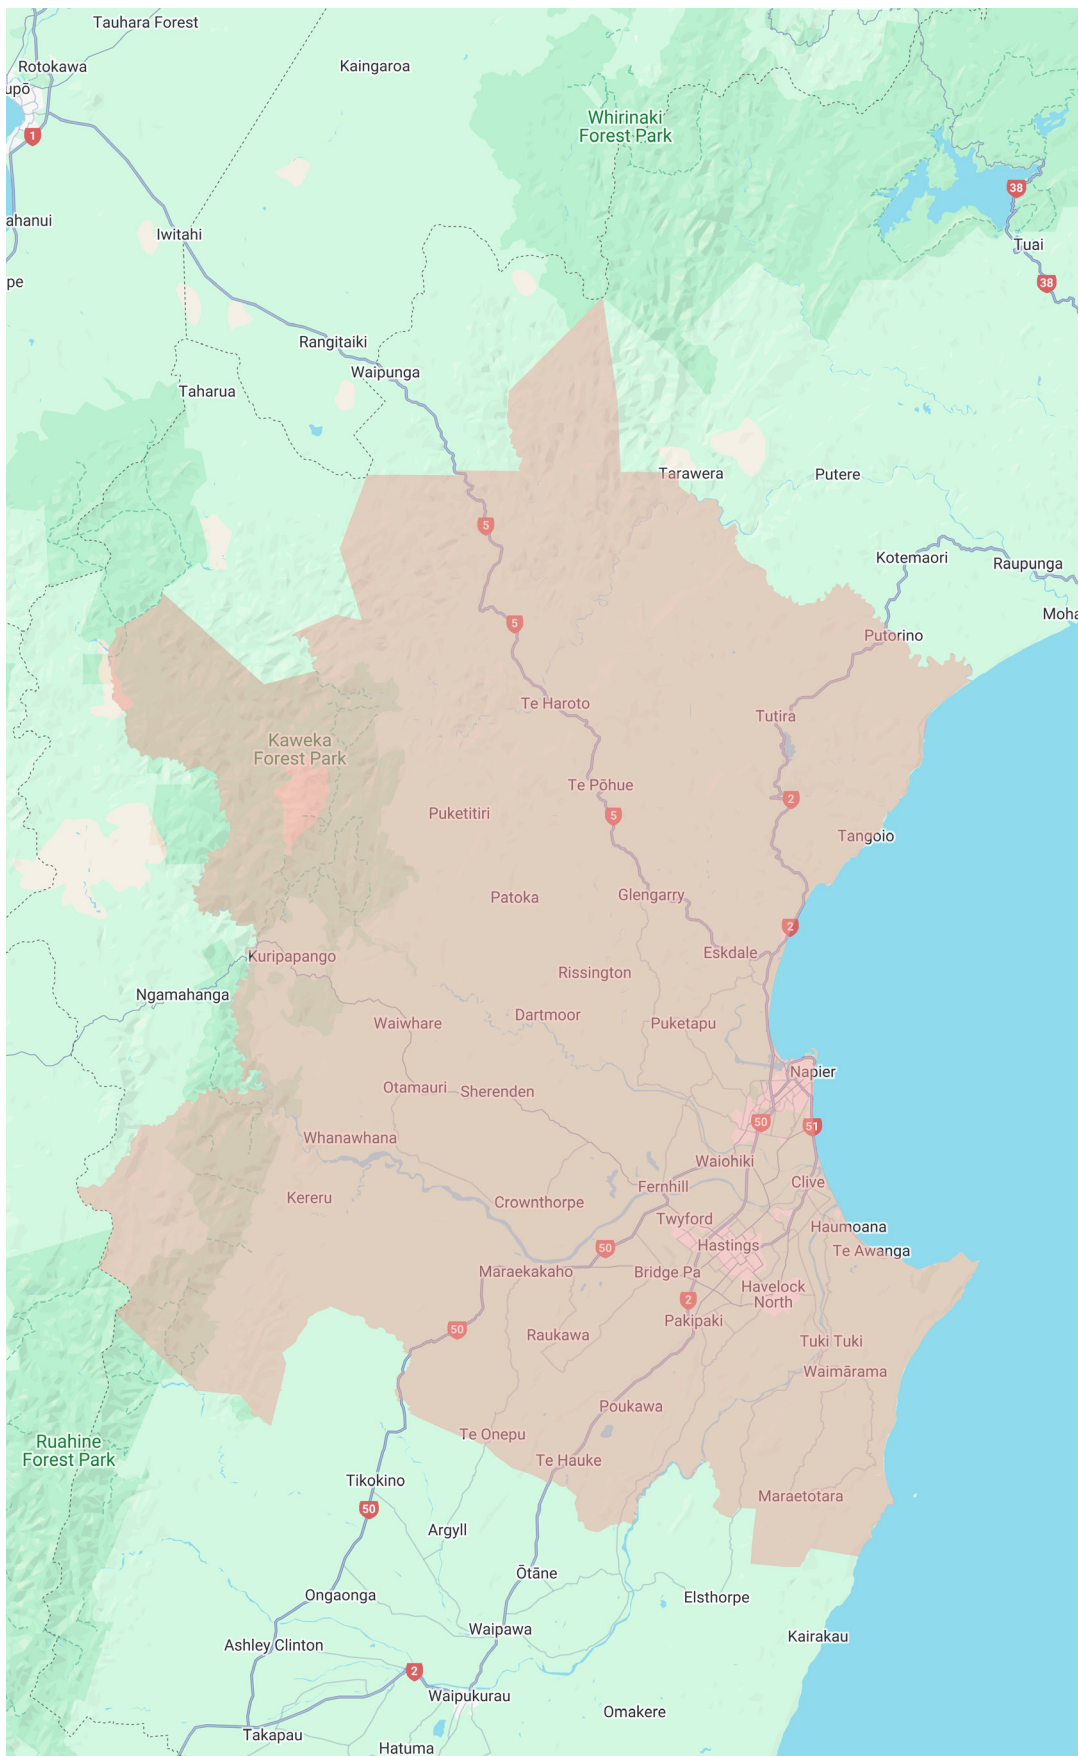 Tauhara Forest
Rotokawa
Kaingaroa
upō
Whirinaki
Forest Park
1
38
ahanui
Iwitahi
Tuai
pe
38
Rangitaiki
Waipunga
Taharua
Tarawera
Putere
5
Kotemaori
Raupunga
Moha
5
Putorino
Te Haroto
Tutira
Kaweka
Forest Park
Te Pōhue
2
Puketitiri
5
Tangoio
Glengarry
Patoka
2
Eskdale
Kuripapango
Rissington
Ngamahanga
Dartmoor
Waiwhare
Puketapu
Napier
Otamauri
Sherenden
50
51
Whanawhana
Waiohiki
Clive
Fernhill
Kereru
Crownthorpe
Twyford
Haumoana
Hastings
50
Te Awanga
Maraekakaho
Bridge Pa
Havelock
North
2
Pakipaki
50
Raukawa
Tuki Tuki
Waimārama
Poukawa
Te Onepu
Ruahine
Forest Park
Te Hauke
Tikokino
Maraetotara
50
Argyll
Ōtāne
Ongaonga
Elsthorpe
Waipawa
Kairakau
Ashley Clinton
2
Waipukurau
Omakere
Takapau
Hatuma